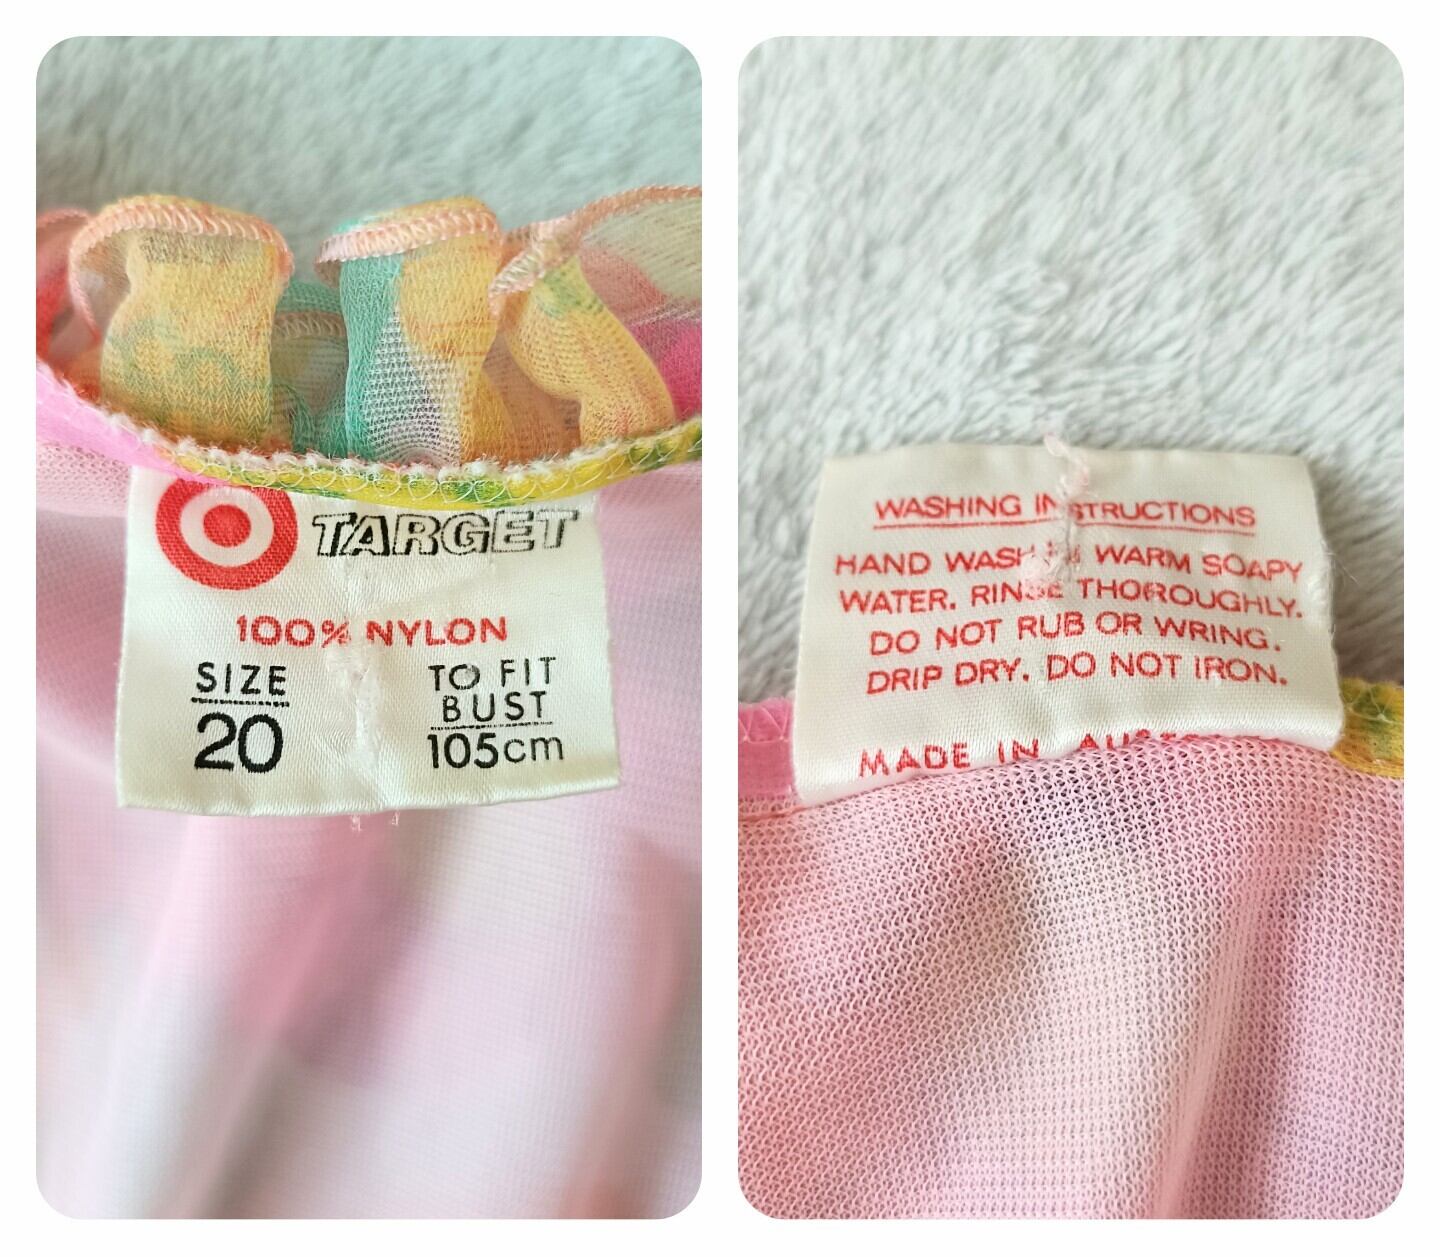 TARGET
100% NYLON
SIZE
20
TO FIT
BUST
105cm
WASHING INSTRUCTIONS
HAND WASH IN WARM SOAPY
WATER. RINSE THOROUGHLY.
DO NOT RUB OR WRING.
DRIP DRY. DO NOT IRON.
MADE IN